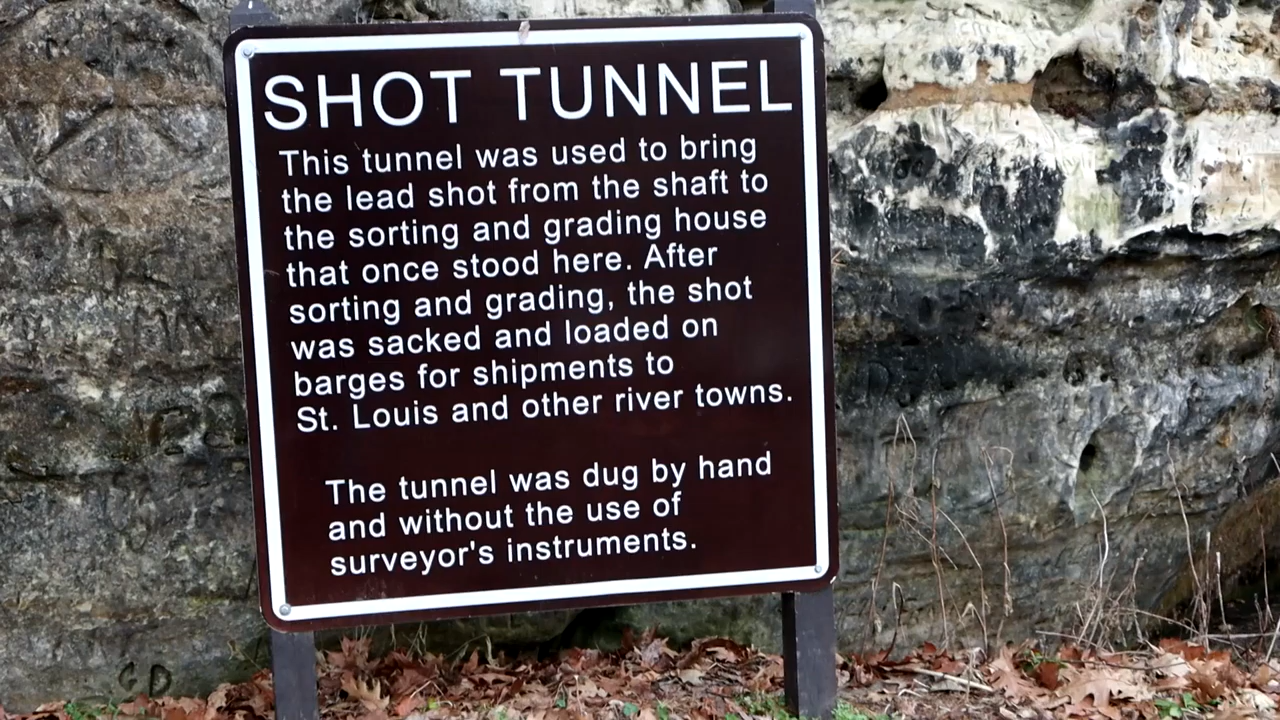 SHOT TUNNEL
This tunnel was used to bring
the lead shot from the shaft to
the sorting and grading house
that once stood here. After
sorting and grading, the shot
was sacked and loaded on
barges for shipments to
St. Louis and other river towns.
The tunnel was dug by hand
and without the use of
surveyor's instruments.
GD